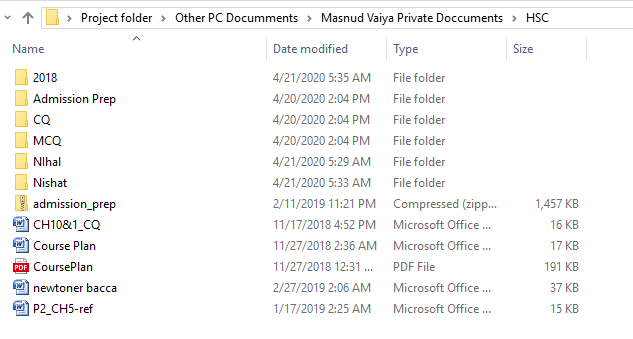 Project folder > Other PC Documments > Masnud Vaiya Private Doccuments > HSC
Name Date modified Type Size
2018 4/21/2020 5:35 AM File folder
Admission Prep 4/20/2020 2:04 PM File folder
CQ 4/20/2020 2:04 PM File folder
MCQ 4/20/2020 2:04 PM File folder
NIhal 4/21/2020 5:29 AM File folder
Nishat 4/21/2020 5:33 AM File folder
admission_prep 2/11/2019 11:21 PM Compressed (zipp... 1,457 KB
CH10&1_CQ 11/17/2018 4:52 PM Microsoft Office ... 16 KB
Course Plan 11/27/2018 2:36 AM Microsoft Office ... 17 KB
CoursePlan 11/27/2018 12:31 ... PDF File 191 KB
newtoner bacca 2/27/2019 2:06 AM Microsoft Office ... 37 KB
P2_CH5-ref 1/17/2019 2:25 AM Microsoft Office ... 15 KB